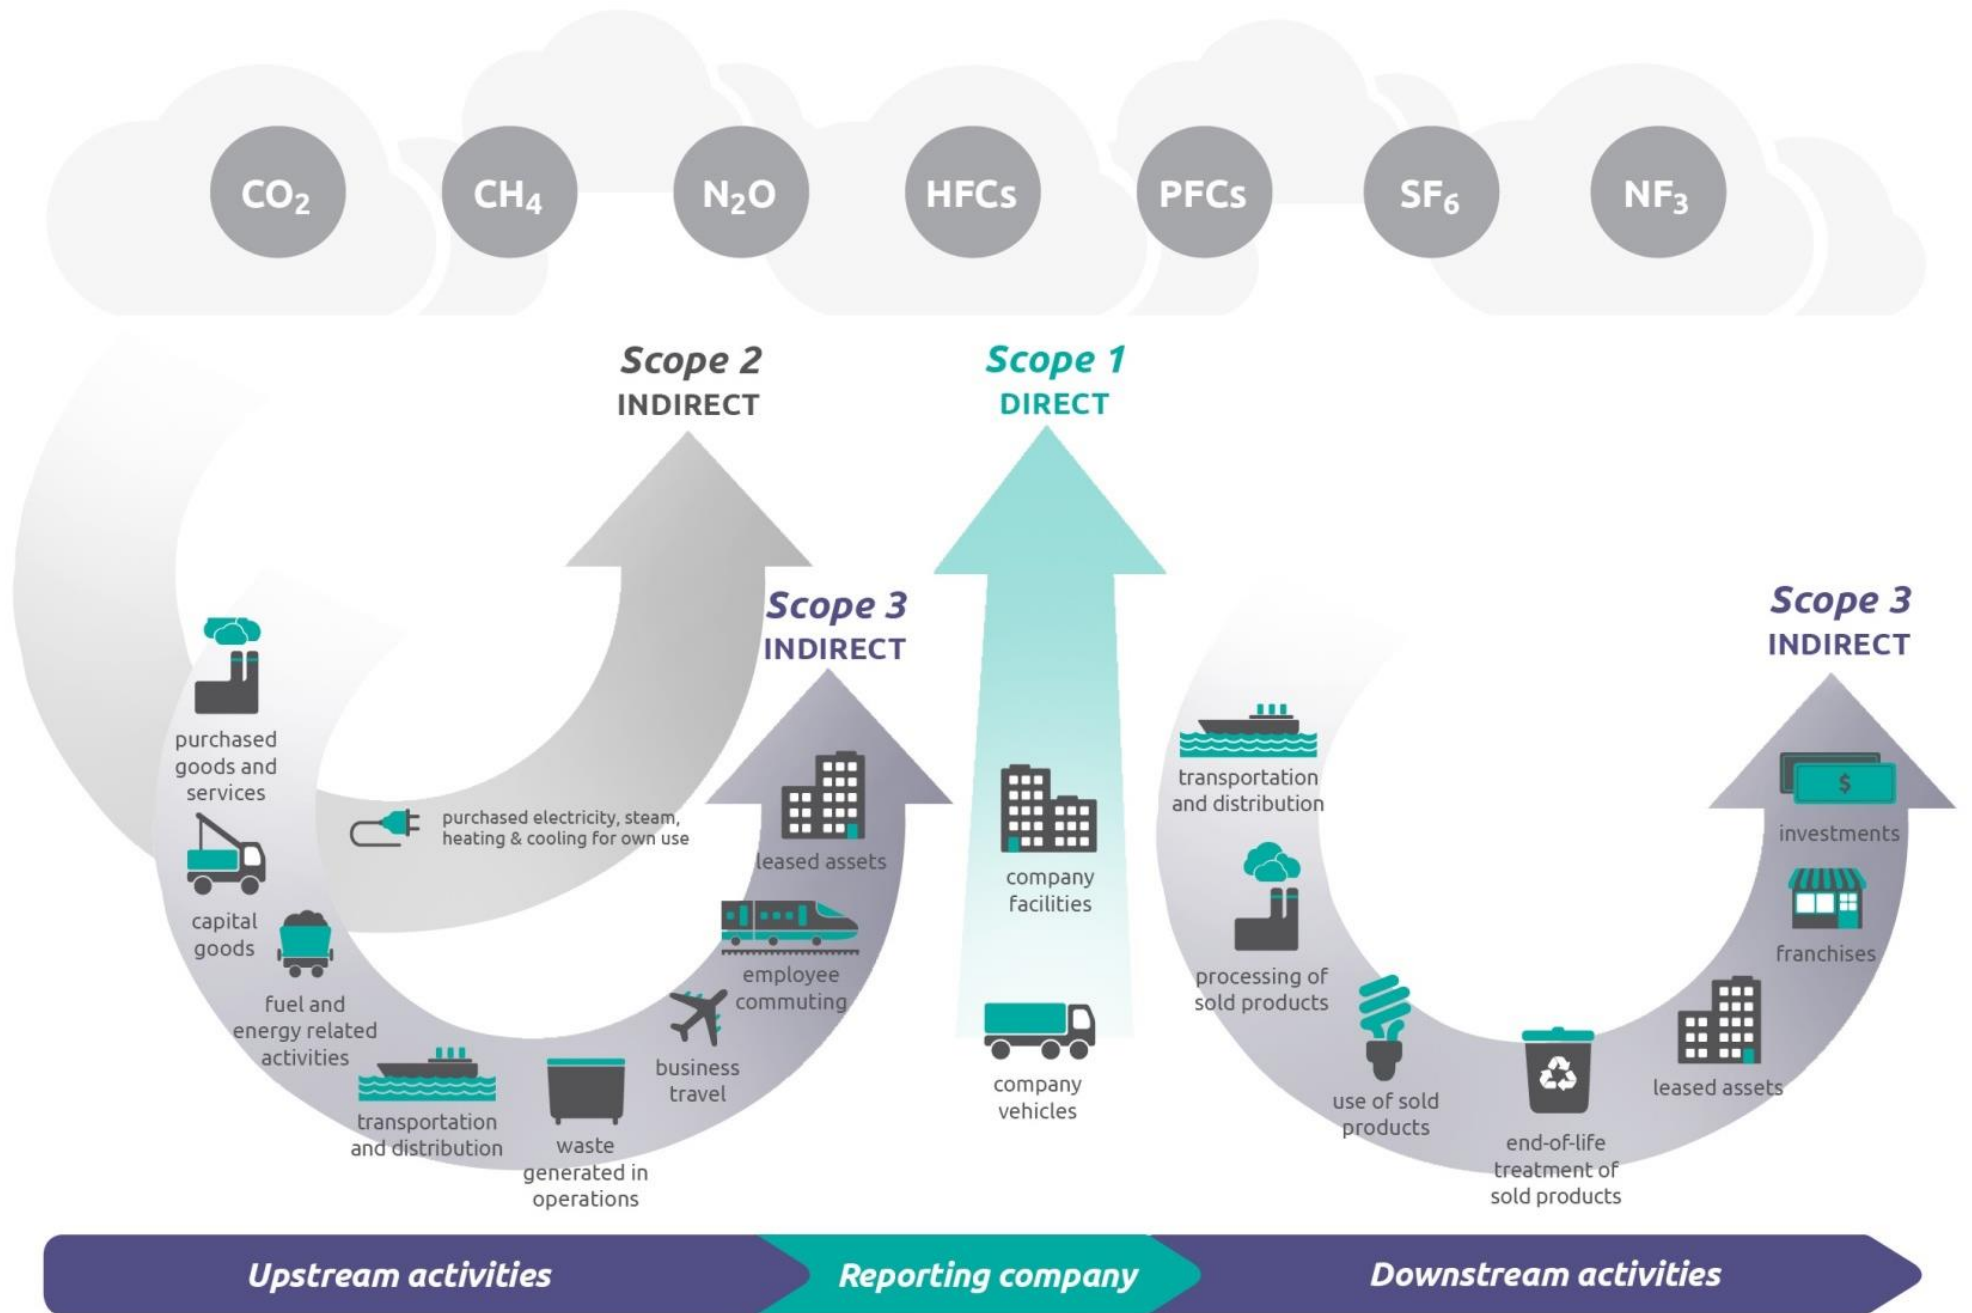 CO₂
CH₄
N₂O
HFCs
PFCs
SF₆
NF₃
Scope 2
INDIRECT
Scope 1
DIRECT
Scope 3
INDIRECT
Scope 3
INDIRECT
purchased
goods and
services
capital
goods
fuel and
energy related
activities
transportation
and distribution
waste
generated in
operations
business
travel
employee
commuting
leased assets
purchased electricity, steam,
heating & cooling for own use
company
facilities
company
vehicles
transportation
and distribution
processing of
sold products
use of sold
products
end-of-life
treatment of
sold products
leased assets
franchises
$
investments
Upstream activities
Reporting company
Downstream activities